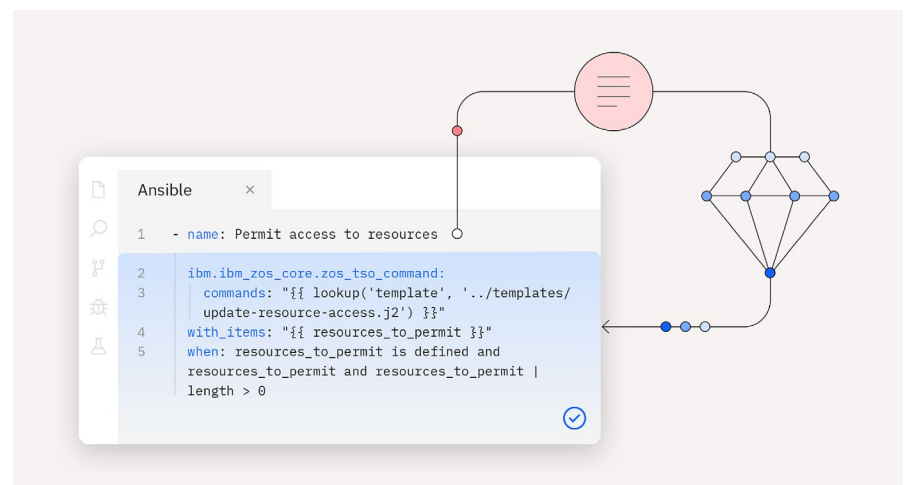 Ansible ×
1 - name: Permit access to resources
2 ibm.ibm_zos_core.zos_tso_command:
3 commands: "{{ lookup('template', '../templates/
update-resource-access.j2') }}"
4 with_items: "{{ resources_to_permit }}"
5 when: resources_to_permit is defined and
resources_to_permit and resources_to_permit |
length > 0